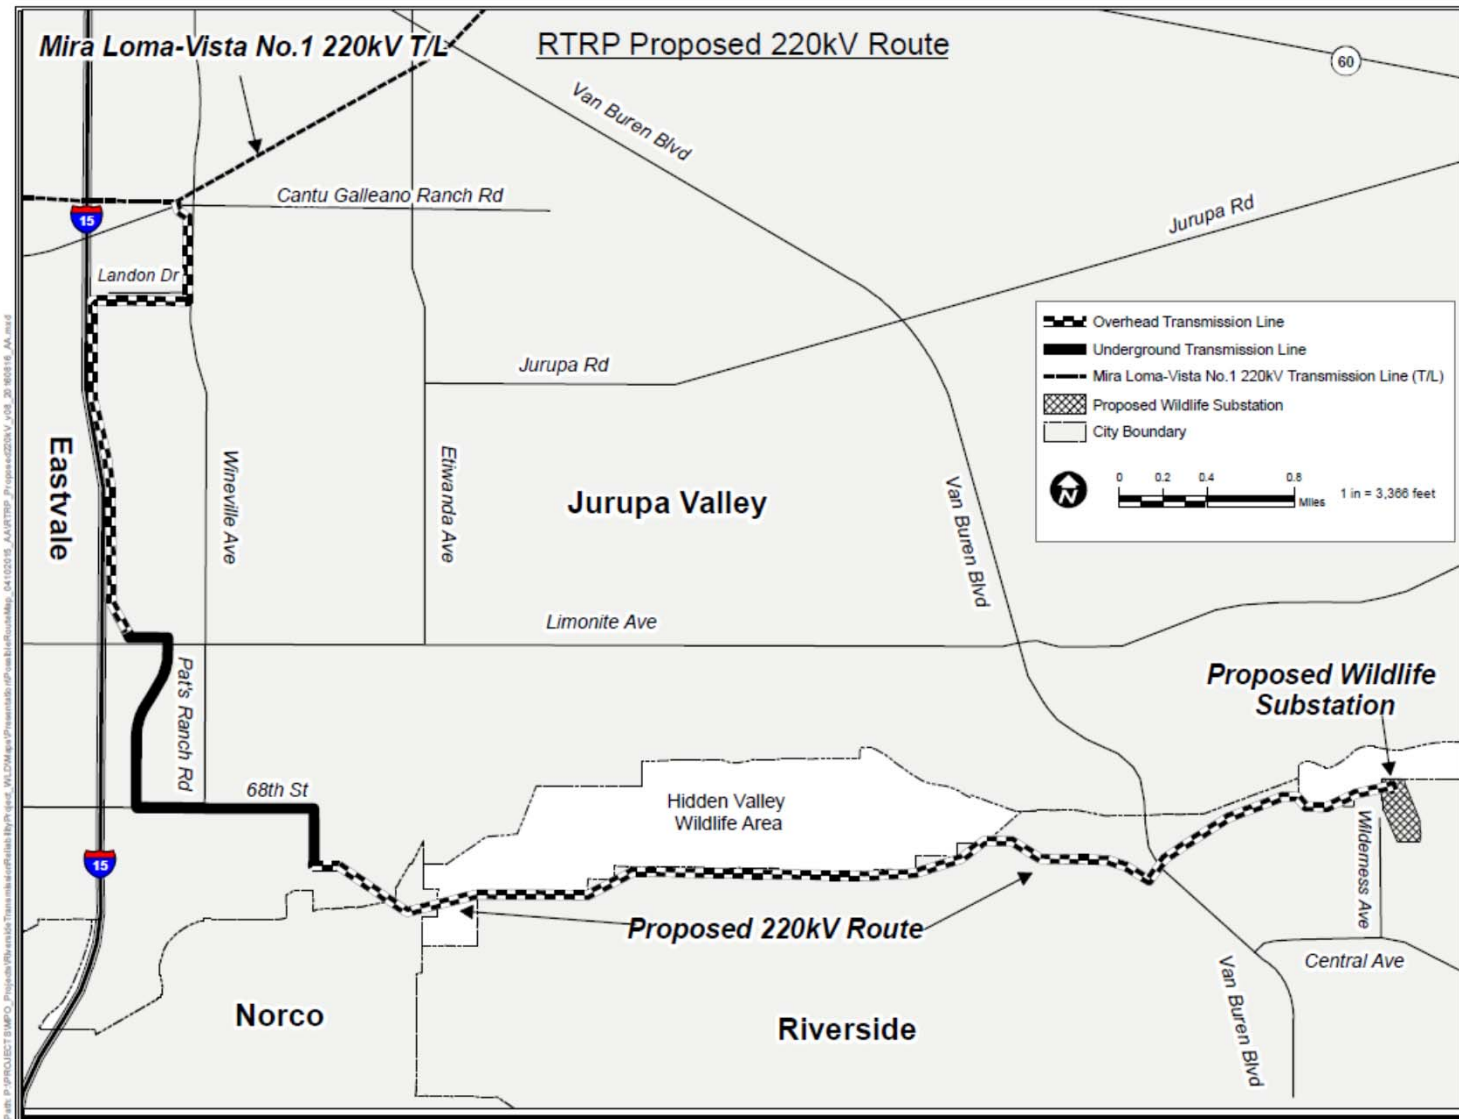 Mira Loma-Vista No.1 220kV T/L
RTRP Proposed 220kV Route
60
Van Buren Blvd
Cantu Galleano Ranch Rd
15
Jurupa Rd
Landon Dr
Overhead Transmission Line
Underground Transmission Line
Mira Loma-Vista No.1 220kV Transmission Line (T/L)
Proposed Wildlife Substation
City Boundary
N
0 0.2 0.4 0.8
Miles
1 in = 3,366 feet
Jurupa Rd
Eastvale
Wineville Ave
Etiwanda Ave
Jurupa Valley
Van Buren Blvd
Limonite Ave
Pat's Ranch Rd
Proposed Wildlife
Substation
68th St
Hidden Valley
Wildlife Area
15
Wilderness Ave
Proposed 220kV Route
Central Ave
Norco
Riverside
Van Buren Blvd